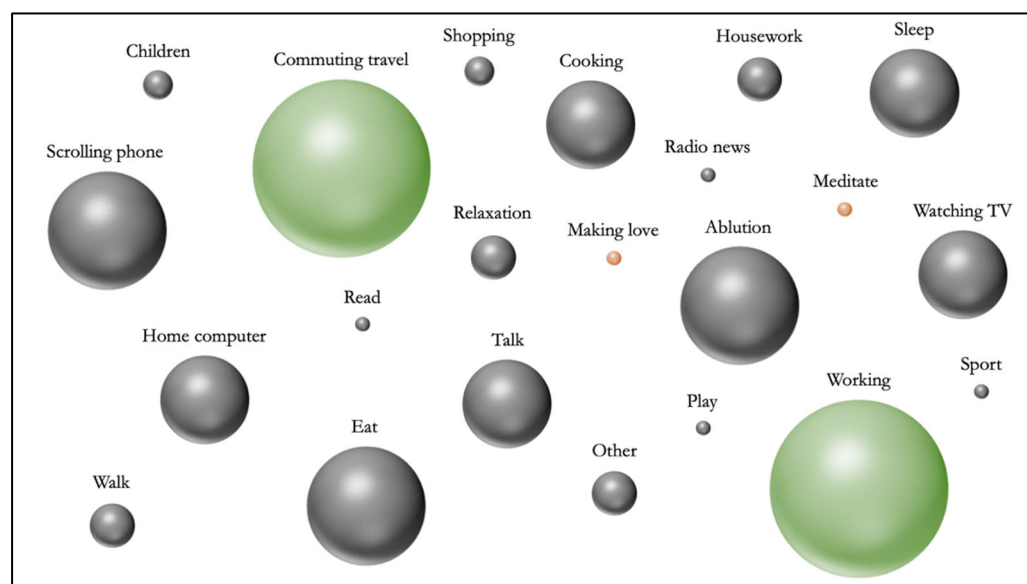 Children
Commuting travel
Shopping
Cooking
Housework
Sleep
Scrolling phone
Radio news
Meditate
Relaxation
Making love
Ablution
Watching TV
Read
Home computer
Talk
Working
Sport
Play
Eat
Other
Walk